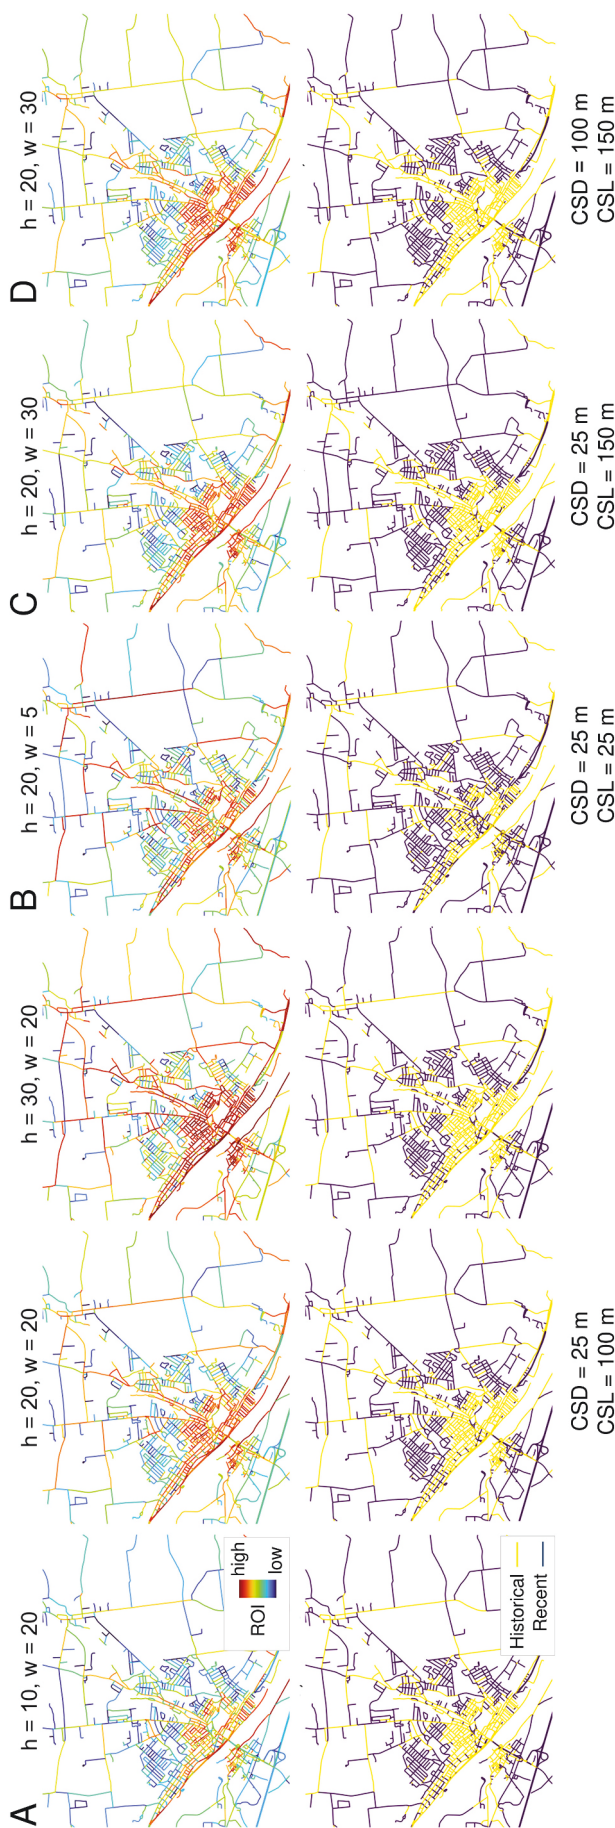 A
h = 10, w = 20
h = 20, w = 20
h = 30, w = 20
B
h = 20, w = 5
C
h = 20, w = 30
D
h = 20, w = 30
ROI
high
low
Historical
Recent
CSD = 25 m
CSL = 100 m
CSD = 25 m
CSL = 25 m
CSD = 25 m
CSL = 150 m
CSD = 100 m
CSL = 150 m